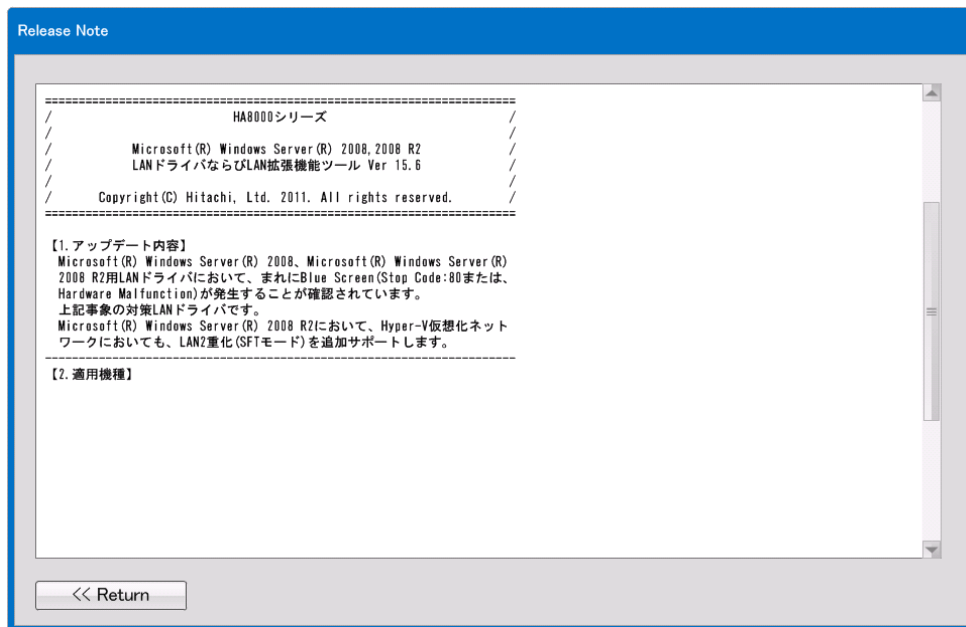 Release Note
======================================================================
/ HA8000シリーズ /
/ /
/ Microsoft(R) Windows Server(R) 2008,2008 R2 /
/ LANドライバならびLAN拡張機能ツール Ver 15.6 /
/ /
/ Copyright(C) Hitachi, Ltd. 2011. All rights reserved. /
======================================================================
【1.アップデート内容】
Microsoft(R) Windows Server(R) 2008、Microsoft(R) Windows Server(R)
2008 R2用LANドライバにおいて、まれにBlue Screen(Stop Code:80または、
Hardware Malfunction)が発生することが確認されています。
上記事象の対策LANドライバです。
Microsoft(R) Windows Server(R) 2008 R2において、Hyper-V仮想化ネット
ワークにおいても、LAN2重化(SFTモード)を追加サポートします。
----------------------------------------------------------------------
【2.適用機種】
<< Return